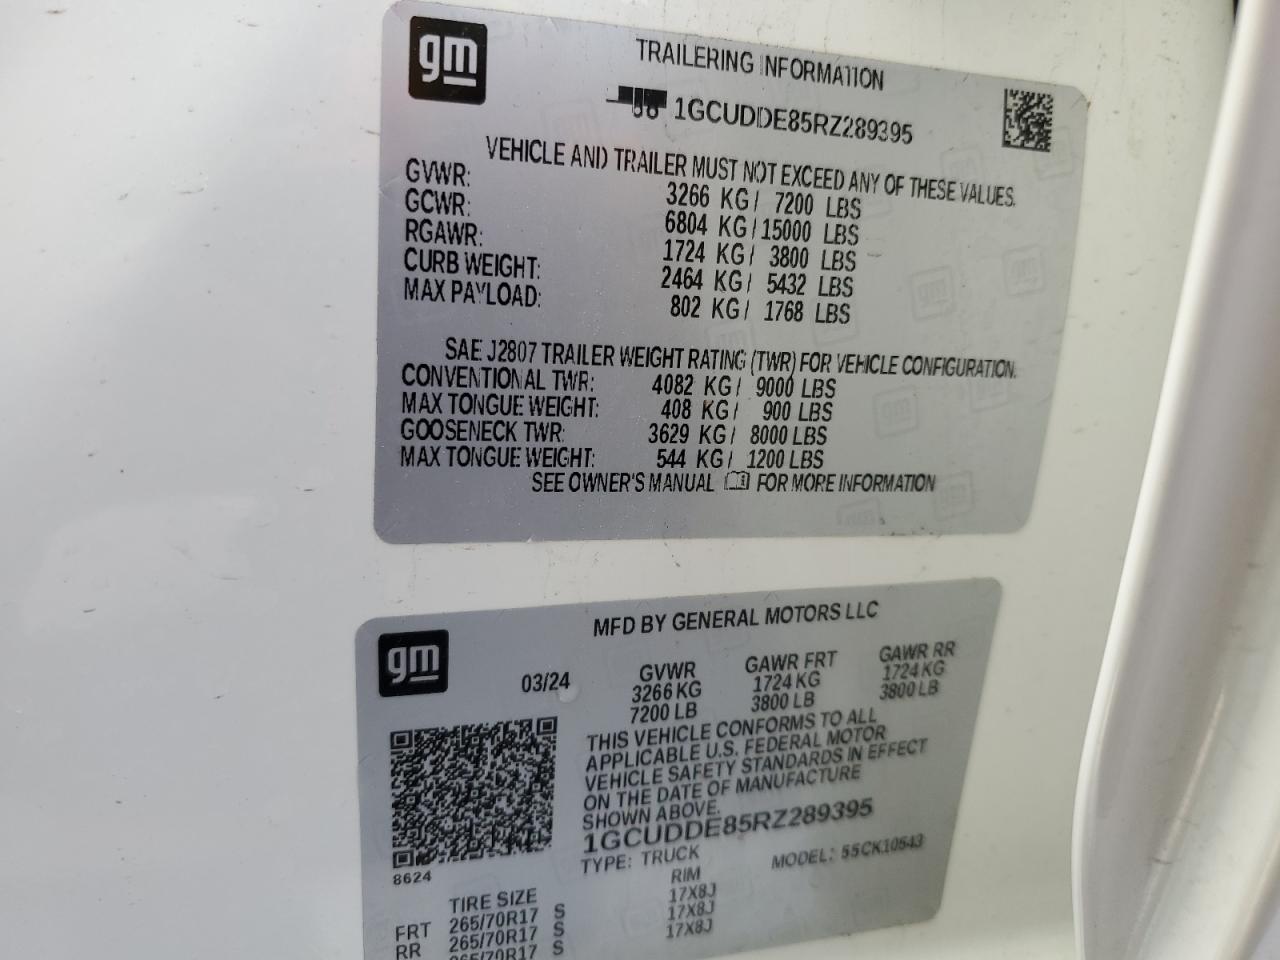 gm
TRAILERING INFORMATION
1GCUDDE85RZ289395
VEHICLE AND TRAILER MUST NOT EXCEED ANY OF THESE VALUES.
GVWR: 3266 KG/ 7200 LBS
GCWR: 6804 KG/ 15000 LBS
RGAWR: 1724 KG/ 3800 LBS
CURB WEIGHT: 2464 KG/ 5432 LBS
MAX PAYLOAD: 802 KG/ 1768 LBS
SAE J2807 TRAILER WEIGHT RATING (TWR) FOR VEHICLE CONFIGURATION.
CONVENTIONAL TWR: 4082 KG/ 9000 LBS
MAX TONGUE WEIGHT: 408 KG/ 900 LBS
GOOSENECK TWR: 3629 KG/ 8000 LBS
MAX TONGUE WEIGHT: 544 KG/ 1200 LBS
SEE OWNER'S MANUAL FOR MORE INFORMATION
gm
MFD BY GENERAL MOTORS LLC
03/24 GVWR GAWR FRT GAWR RR
3266 KG 1724 KG 1724 KG
7200 LB 3800 LB 3800 LB
THIS VEHICLE CONFORMS TO ALL
APPLICABLE U.S. FEDERAL MOTOR
VEHICLE SAFETY STANDARDS IN EFFECT
ON THE DATE OF MANUFACTURE
SHOWN ABOVE.
1GCUDDE85RZ289395
TYPE: TRUCK MODEL: 55CK10543
8624
TIRE SIZE RIM
FRT 265/70R17 S 17X8J
RR 265/70R17 S 17X8J
265/70R17 S 17X8J